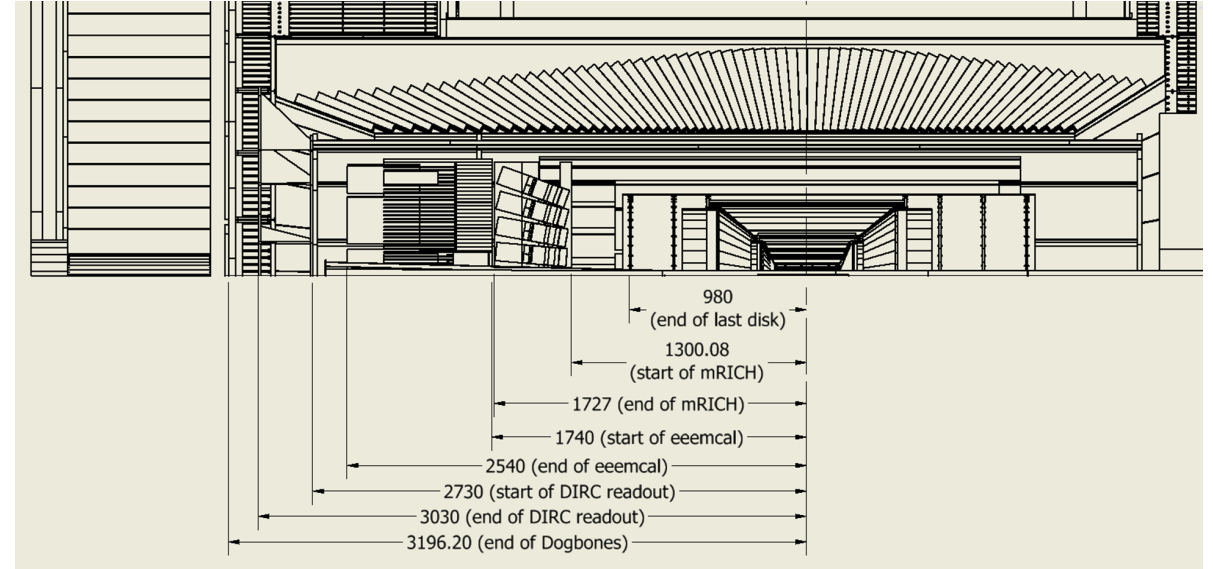 980
(end of last disk)
1300.08
(start of mRICH)
1727 (end of mRICH)
1740 (start of eeemcal)
2540 (end of eeemcal)
2730 (start of DIRC readout)
3030 (end of DIRC readout)
3196.20 (end of Dogbones)